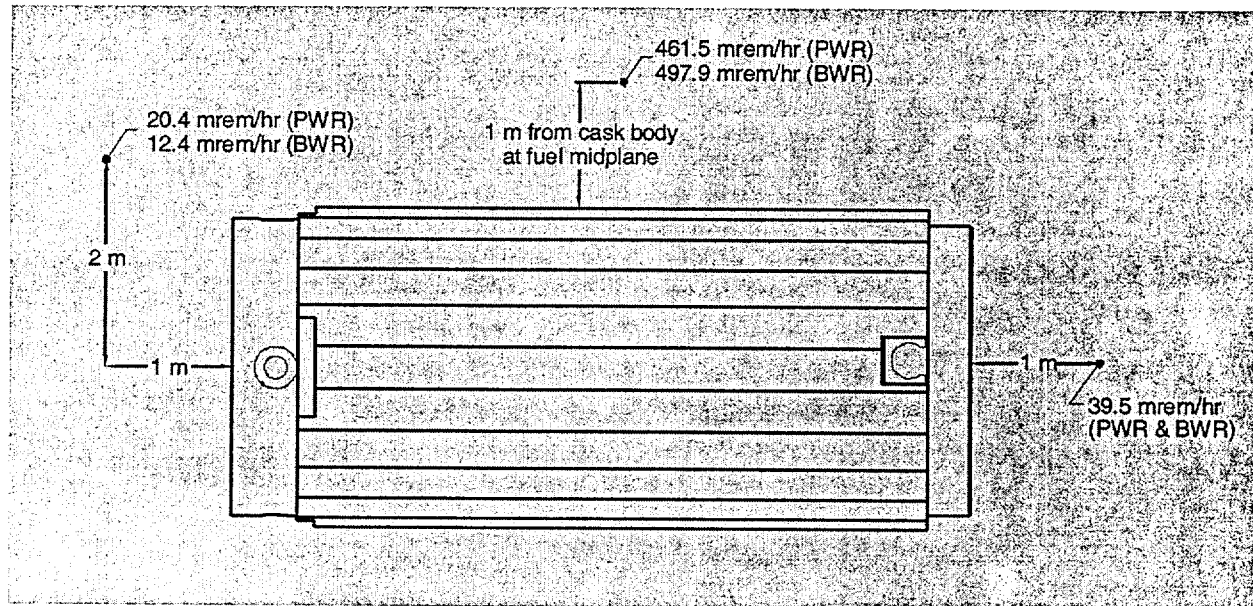 461.5 mrem/hr (PWR)
497.9 mrem/hr (BWR)
20.4 mrem/hr (PWR)
12.4 mrem/hr (BWR)
1 m from cask body
at fuel midplane
2 m
1 m
1 m
39.5 mrem/hr
(PWR & BWR)